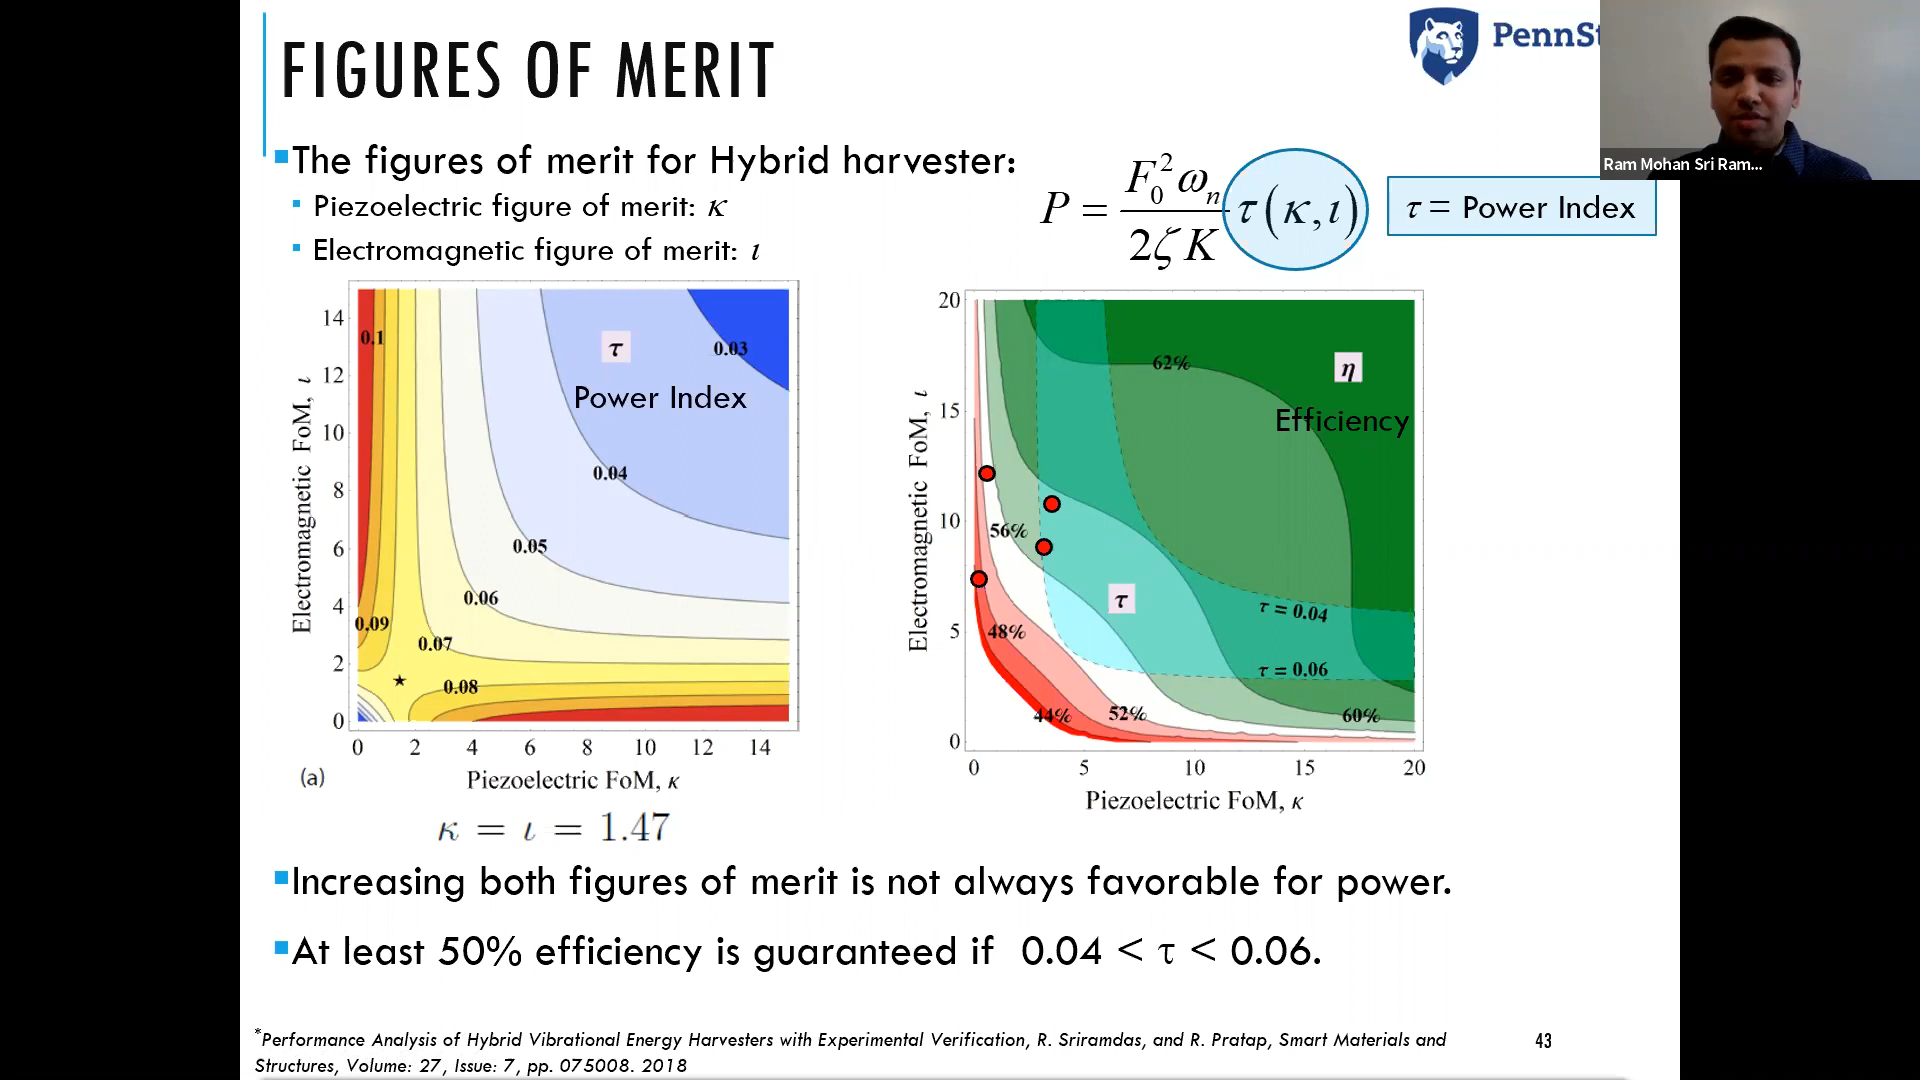 FIGURES OF MERIT
PennSt
Ram Mohan Sri Ram...
▪The figures of merit for Hybrid harvester:
▪ Piezoelectric figure of merit: κ
▪ Electromagnetic figure of merit: ι
P = F₀² ωₙ / 2ζ K τ(κ, ι)
τ = Power Index
14
12
10
8
6
4
2
0
Electromagnetic FoM, ι
0.1
τ
0.03
Power Index
0.04
0.05
0.06
0.09
0.07
0.08
0 2 4 6 8 10 12 14
(a)
Piezoelectric FoM, κ
κ = ι = 1.47
20
15
10
5
0
Electromagnetic FoM, ι
62%
η
Efficiency
56%
τ
τ = 0.04
48%
τ = 0.06
44%
52%
60%
0 5 10 15 20
Piezoelectric FoM, κ
▪Increasing both figures of merit is not always favorable for power.
▪At least 50% efficiency is guaranteed if 0.04 < τ < 0.06.
*Performance Analysis of Hybrid Vibrational Energy Harvesters with Experimental Verification, R. Sriramdas, and R. Pratap, Smart Materials and
Structures, Volume: 27, Issue: 7, pp. 075008. 2018
43